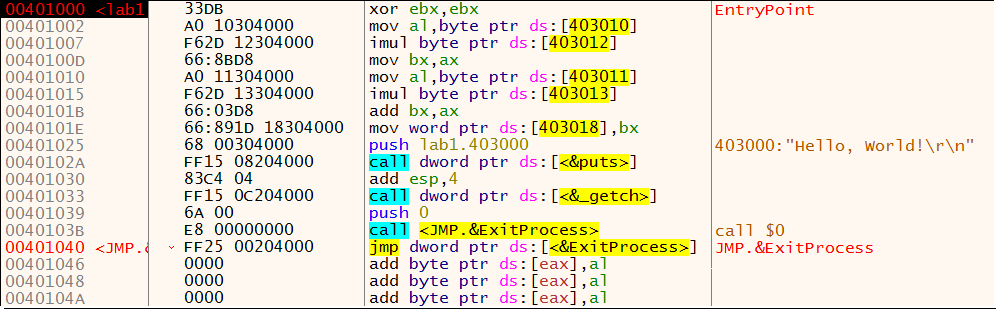 00401000 <lab1 33DB xor ebx,ebx EntryPoint
00401002 A0 10304000 mov al,byte ptr ds:[403010]
00401007 F62D 12304000 imul byte ptr ds:[403012]
0040100D 66:8BD8 mov bx,ax
00401010 A0 11304000 mov al,byte ptr ds:[403011]
00401015 F62D 13304000 imul byte ptr ds:[403013]
0040101B 66:03D8 add bx,ax
0040101E 66:891D 18304000 mov word ptr ds:[403018],bx
00401025 68 00304000 push lab1.403000 403000:"Hello, World!\r\n"
0040102A FF15 08204000 call dword ptr ds:[<&puts>]
00401030 83C4 04 add esp,4
00401033 FF15 0C204000 call dword ptr ds:[<&_getch>]
00401039 6A 00 push 0
0040103B E8 00000000 call <JMP.&ExitProcess> call $0
00401040 <JMP.& FF25 00204000 jmp dword ptr ds:[<&ExitProcess>] JMP.&ExitProcess
00401046 0000 add byte ptr ds:[eax],al
00401048 0000 add byte ptr ds:[eax],al
0040104A 0000 add byte ptr ds:[eax],al